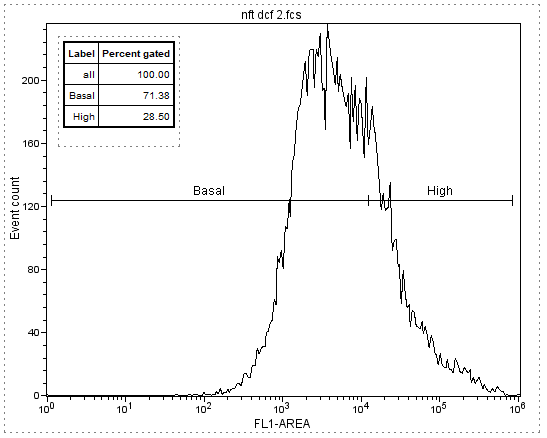 nft dcf 2.fcs
Label Percent gated
all 100.00
Basal 71.38
High 28.50
Event count
200
160
120
80
40
0
Basal High
10^0 10^1 10^2 10^3 10^4 10^5 10^6
FL1-AREA